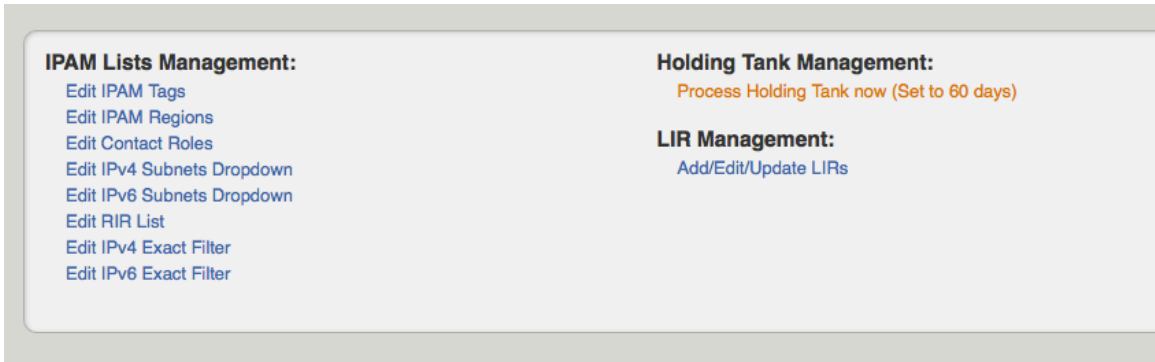 IPAM Lists Management:
Edit IPAM Tags
Edit IPAM Regions
Edit Contact Roles
Edit IPv4 Subnets Dropdown
Edit IPv6 Subnets Dropdown
Edit RIR List
Edit IPv4 Exact Filter
Edit IPv6 Exact Filter
Holding Tank Management:
Process Holding Tank now (Set to 60 days)
LIR Management:
Add/Edit/Update LIRs